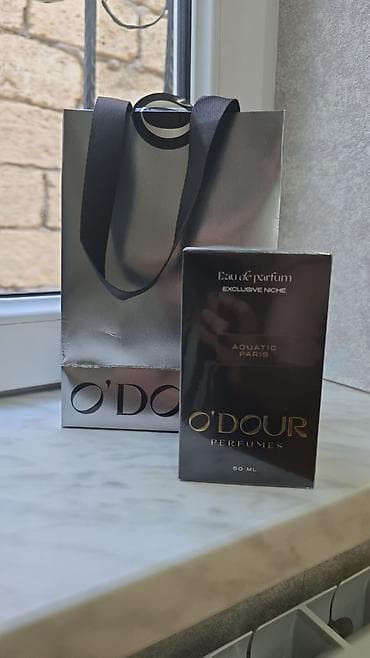 O'DO
Eau de parfum
EXCLUSIVE NICHE
AQUATIC
PARIS
O'DOUR
PERFUMES
50 ML